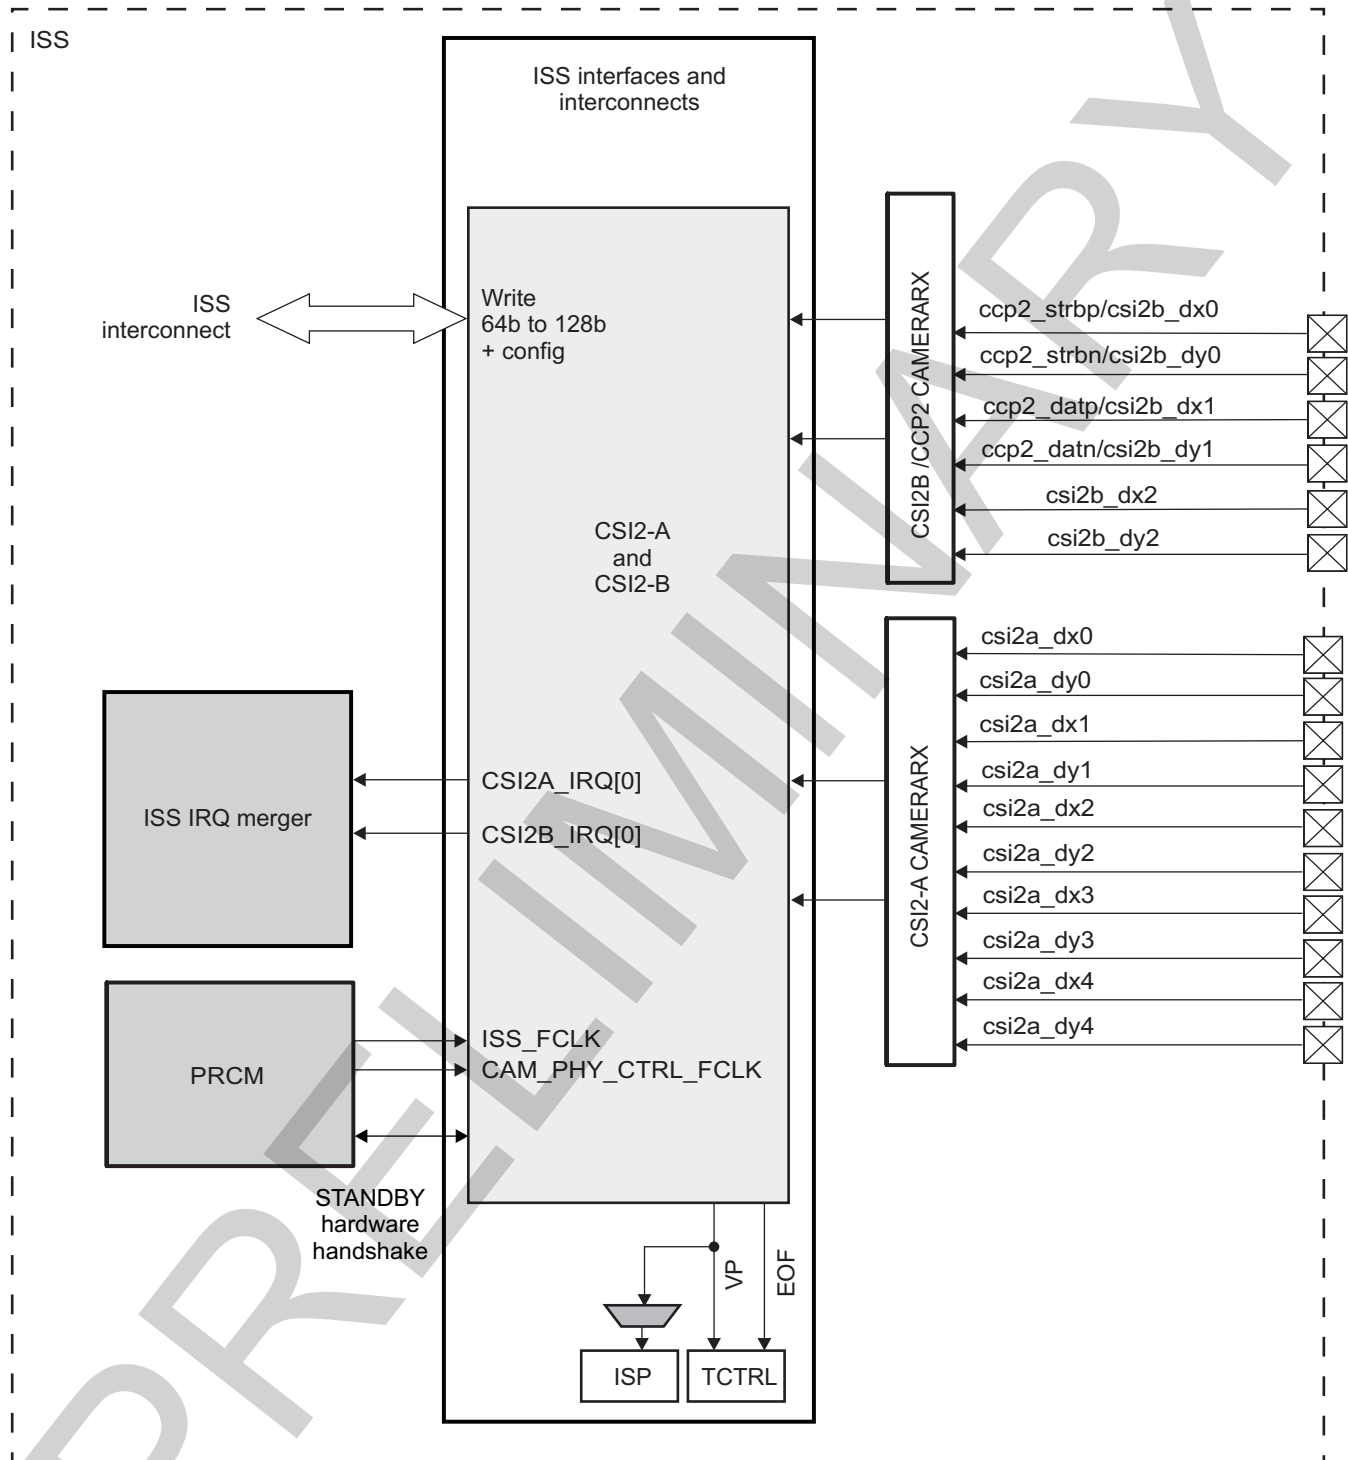 ISS
ISS interfaces and
interconnects
ISS
interconnect
Write
64b to 128b
+ config
CSI2-A
and
CSI2-B
CSI2B /CCP2 CAMERARX
ccp2_strbp/csi2b_dx0
ccp2_strbn/csi2b_dy0
ccp2_datp/csi2b_dx1
ccp2_datn/csi2b_dy1
csi2b_dx2
csi2b_dy2
CSI2-A CAMERARX
csi2a_dx0
csi2a_dy0
csi2a_dx1
csi2a_dy1
csi2a_dx2
csi2a_dy2
csi2a_dx3
csi2a_dy3
csi2a_dx4
csi2a_dy4
ISS IRQ merger
CSI2A_IRQ[0]
CSI2B_IRQ[0]
PRCM
ISS_FCLK
CAM_PHY_CTRL_FCLK
STANDBY
hardware
handshake
VP
EOF
ISP
TCTRL
PRELIMINARY